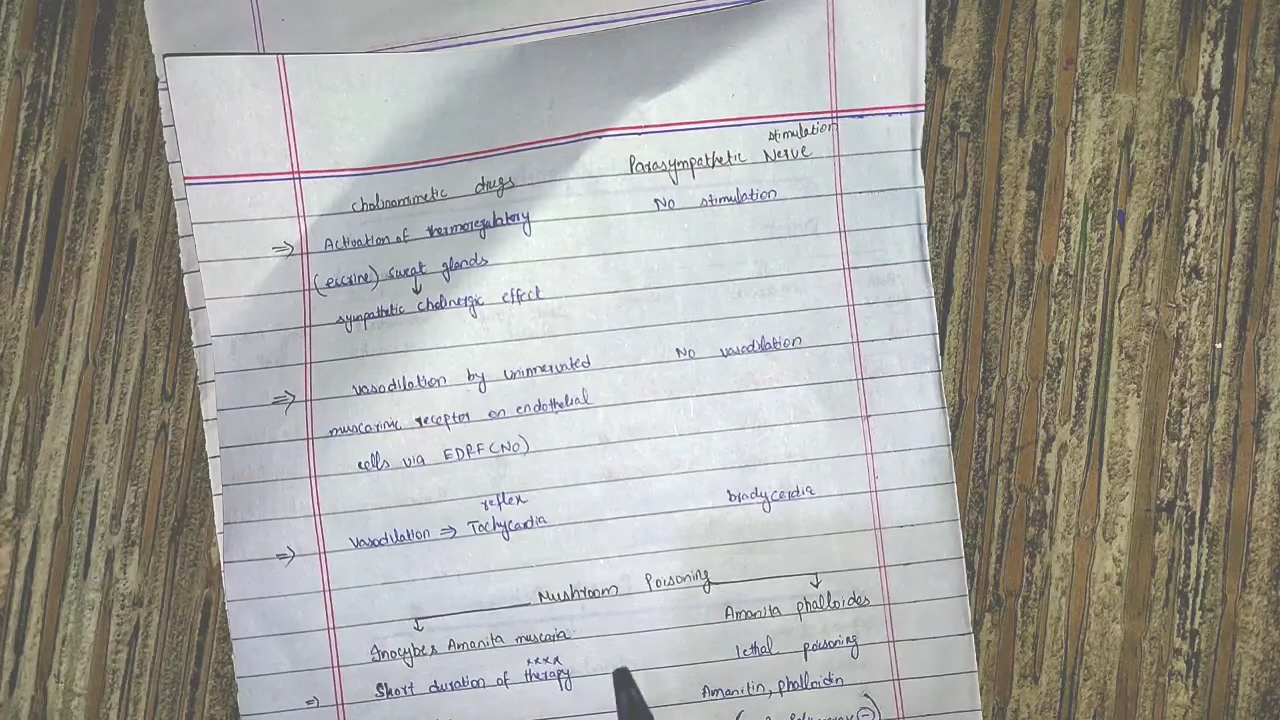 cholinomimetic drugs
Parasympathetic Nerve stimulation
⇒ Activation of thermoregulatory
No stimulation
(eccrine) sweat glands
↓
sympathetic cholinergic effect
⇒ vasodilation by uninnervated
No vasodilation
muscarinic receptor on endothelial
cells via EDRF (NO)
⇒ vasodilation ⇒ reflex Tachycardia
bradycardia
Mushroom Poisoning
Inocybes Amanita muscaria
Amanita phalloides
⇒ Short duration of therapy
xxxx
lethal poisoning
Amanitin, phalloidin